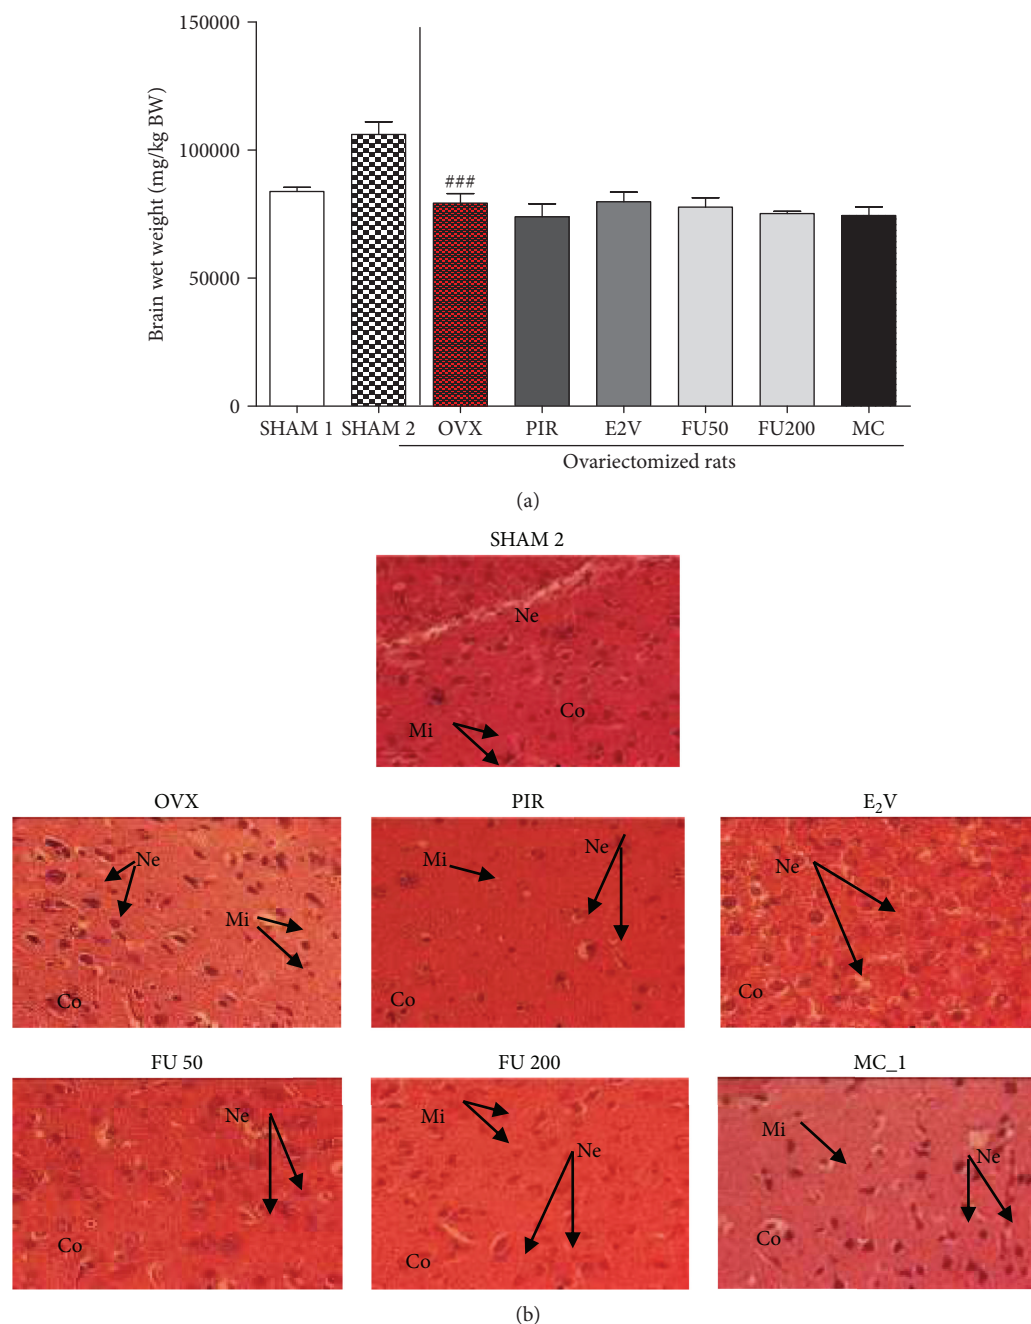 150000
100000
50000
0
Brain wet weight (mg/kg BW)
###
SHAM 1 SHAM 2 OVX PIR E2V FU50 FU200 MC
Ovariectomized rats
(a)
SHAM 2
Ne
Co
Mi
OVX PIR E₂V
Ne
Mi
Co
Mi
Ne
Co
Ne
Co
FU 50 FU 200 MC_1
Ne
Co
Mi
Ne
Co
Mi
Ne
Co
(b)